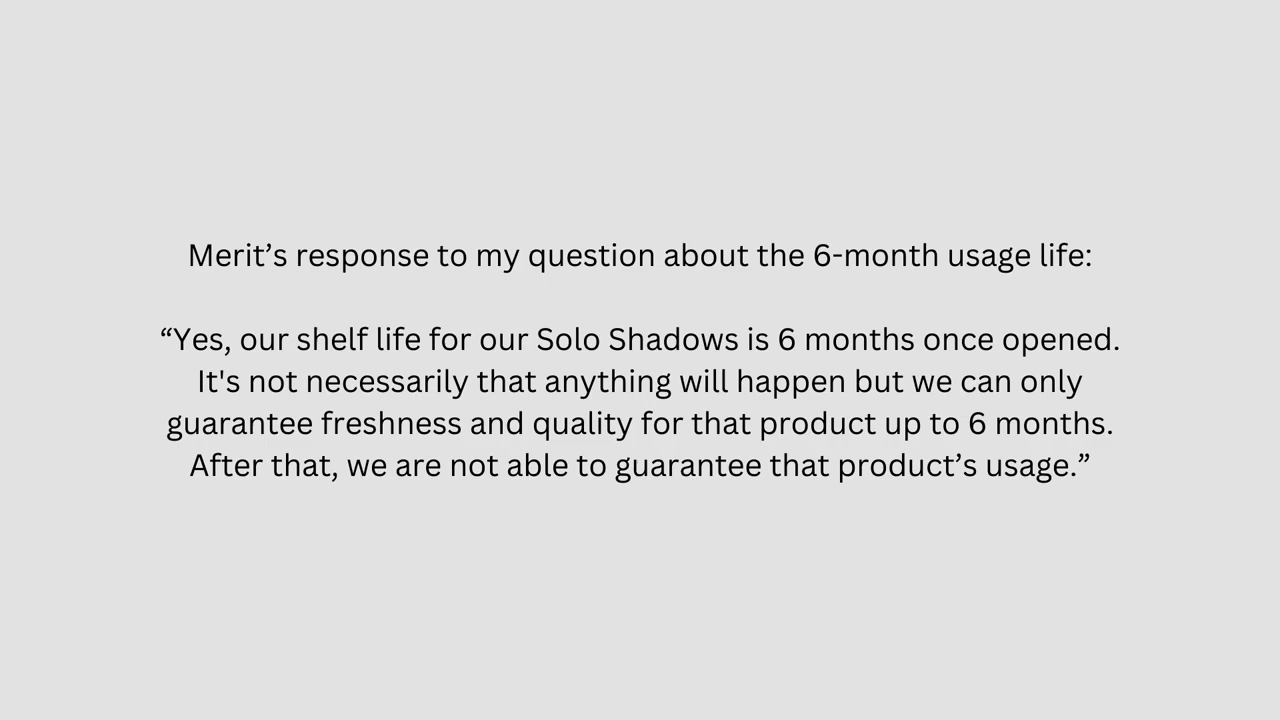 Merit’s response to my question about the 6-month usage life:
“Yes, our shelf life for our Solo Shadows is 6 months once opened.
It's not necessarily that anything will happen but we can only
guarantee freshness and quality for that product up to 6 months.
After that, we are not able to guarantee that product’s usage.”